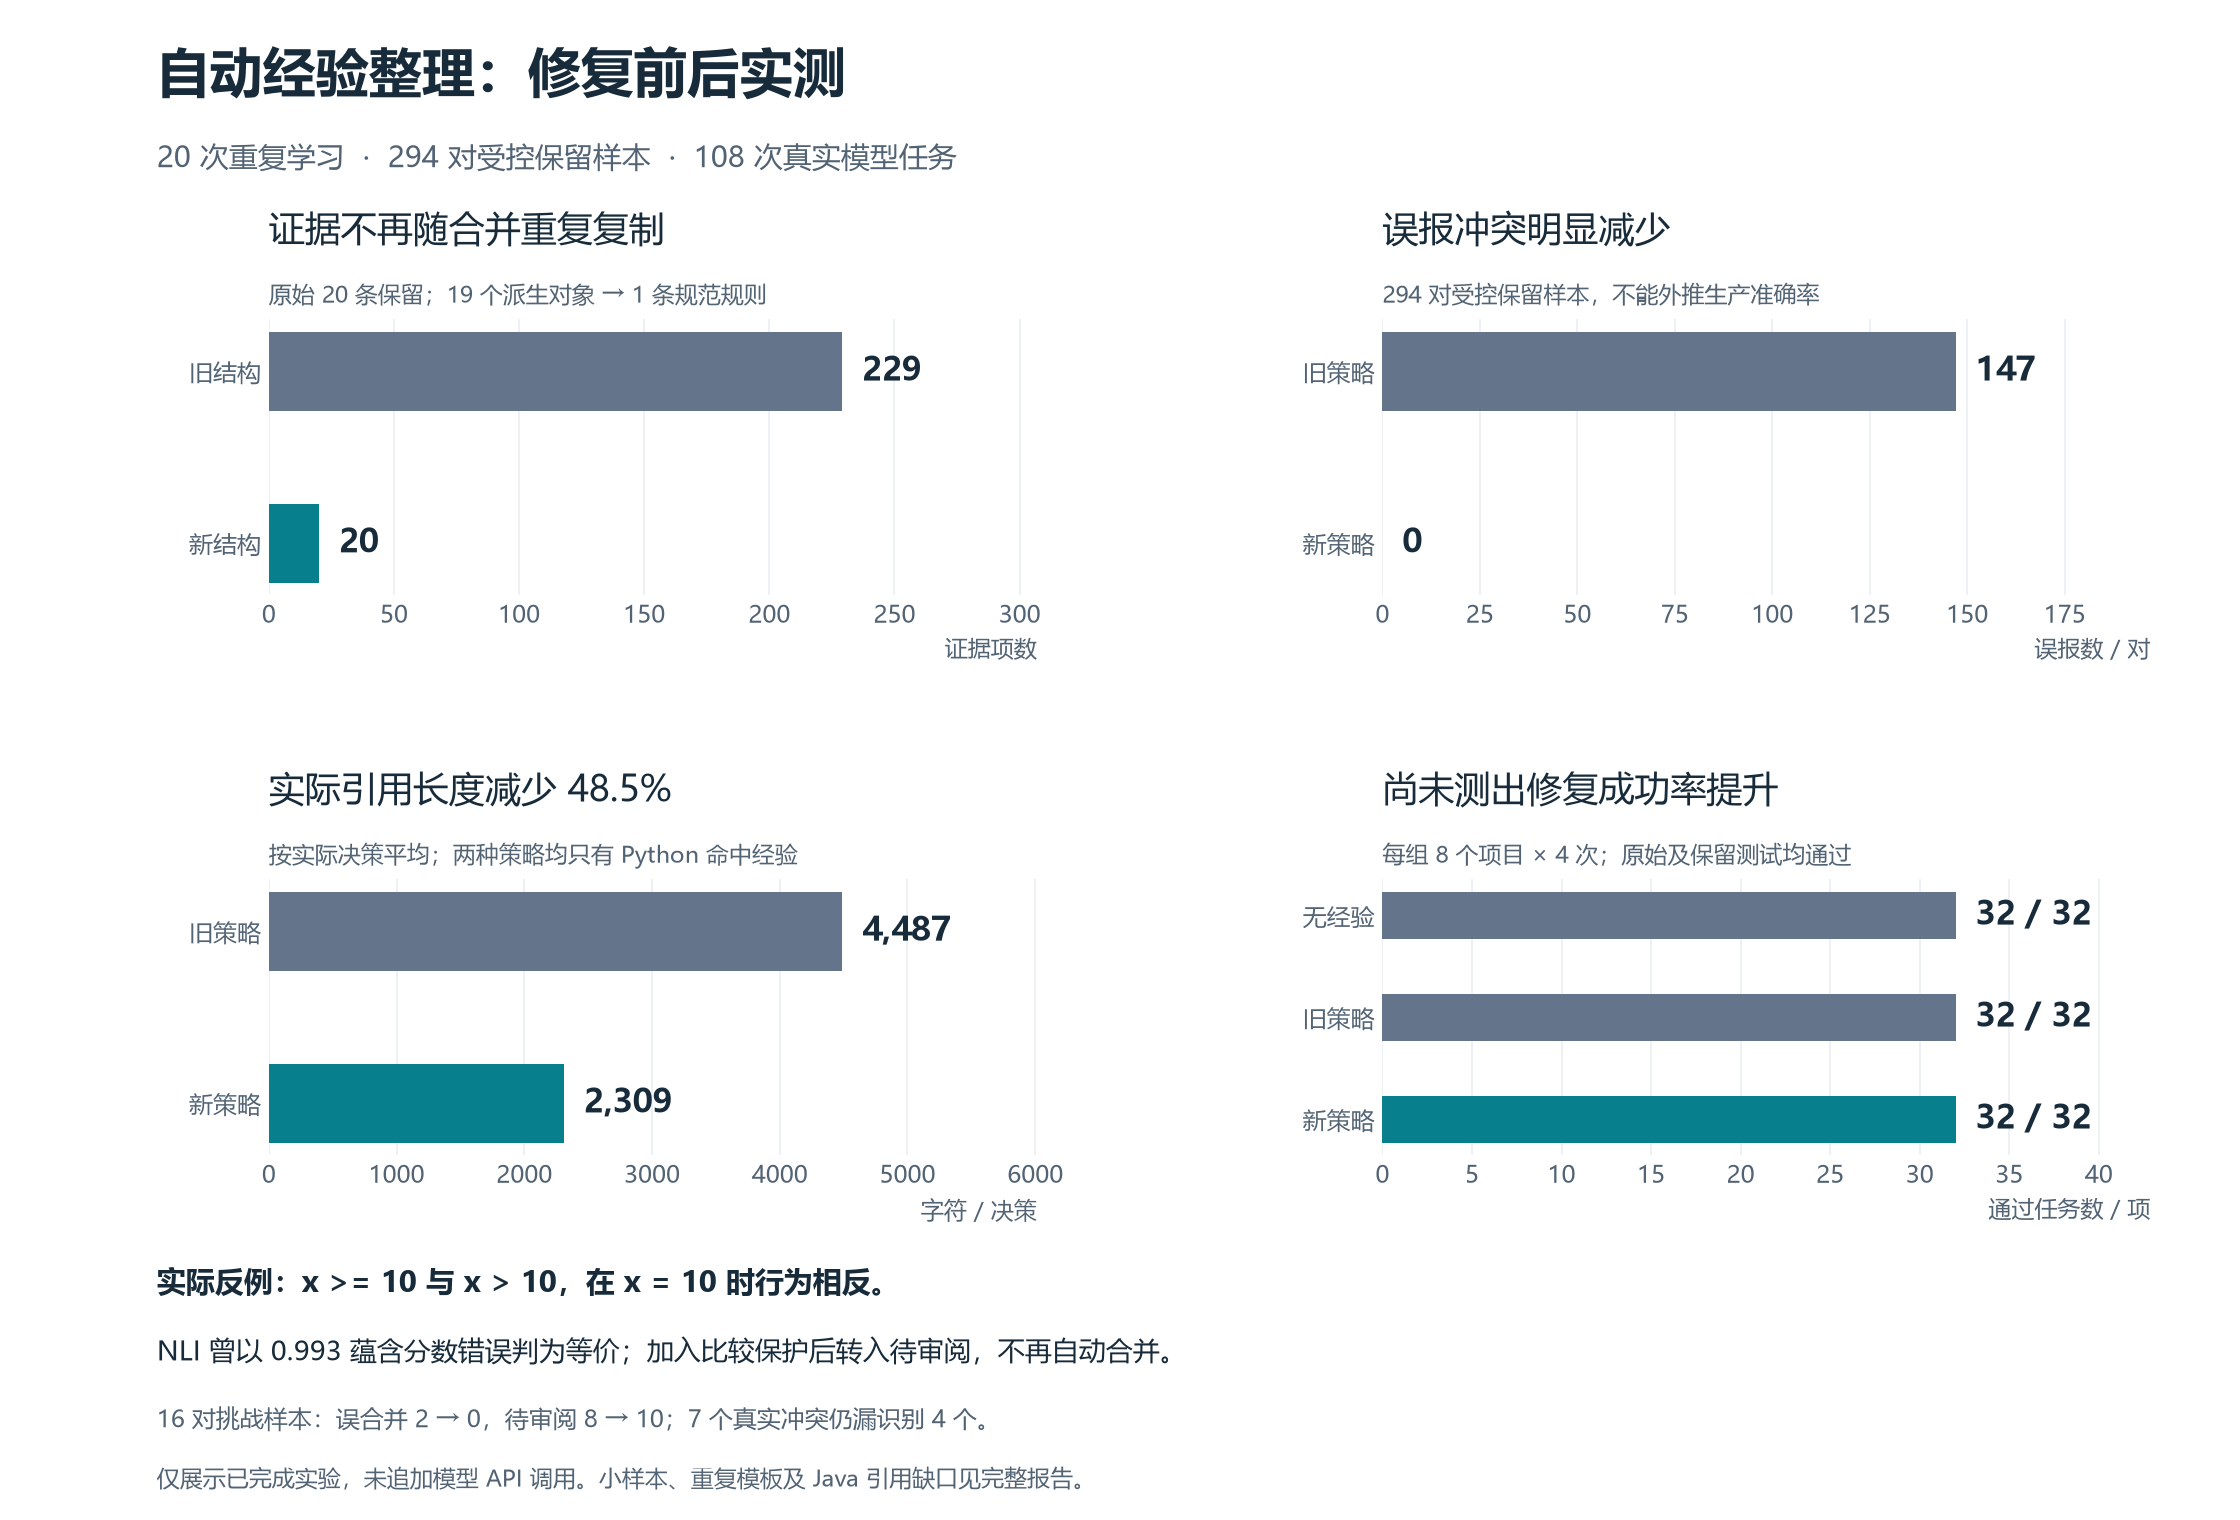 自动经验整理：修复前后实测
20 次重复学习 · 294 对受控保留样本 · 108 次真实模型任务
证据不再随合并重复复制
原始 20 条保留；19 个派生对象 → 1 条规范规则
旧结构
229
新结构
20
0 50 100 150 200 250 300
证据项数
误报冲突明显减少
294 对受控保留样本，不能外推生产准确率
旧策略
147
新策略
0
0 25 50 75 100 125 150 175
误报数 / 对
实际引用长度减少 48.5%
按实际决策平均；两种策略均只有 Python 命中经验
旧策略
4,487
新策略
2,309
0 1000 2000 3000 4000 5000 6000
字符 / 决策
尚未测出修复成功率提升
每组 8 个项目 × 4 次；原始及保留测试均通过
无经验
32 / 32
旧策略
32 / 32
新策略
32 / 32
0 5 10 15 20 25 30 35 40
通过任务数 / 项
实际反例：x >= 10 与 x > 10，在 x = 10 时行为相反。
NLI 曾以 0.993 蕴含分数错误判为等价；加入比较保护后转入待审阅，不再自动合并。
16 对挑战样本：误合并 2 → 0，待审阅 8 → 10；7 个真实冲突仍漏识别 4 个。
仅展示已完成实验，未追加模型 API 调用。小样本、重复模板及 Java 引用缺口见完整报告。